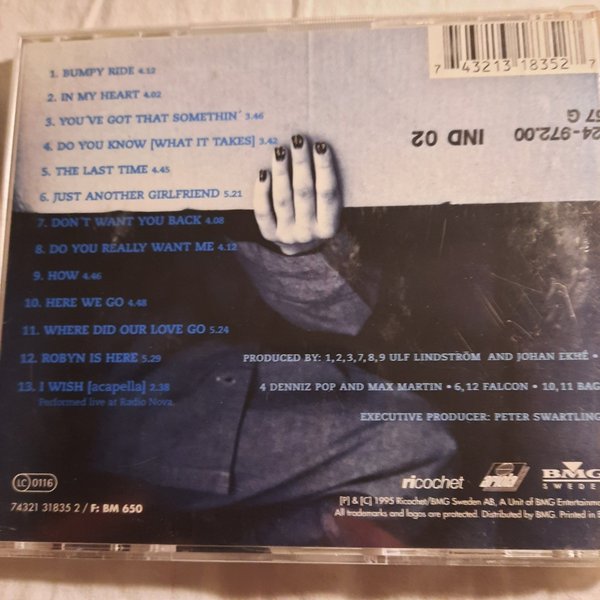 1. BUMPY RIDE 4.12
2. IN MY HEART 4.02
3. YOU'VE GOT THAT SOMETHIN' 3.46
4. DO YOU KNOW [WHAT IT TAKES] 3.42
5. THE LAST TIME 4.45
6. JUST ANOTHER GIRLFRIEND 5.21
7. DON'T WANT YOU BACK 4.08
8. DO YOU REALLY WANT ME 4.12
9. HOW 4.46
10. HERE WE GO 4.48
11. WHERE DID OUR LOVE GO 5.24
12. ROBYN IS HERE 5.29
13. I WISH [acapella] 2.38
Performed live at Radio Nova.
7 43213 18352 7
67 G
24-972.00 IND 02
PRODUCED BY: 1,2,3,7,8,9 ULF LINDSTRÖM AND JOHAN EKHÉ •
4 DENNIZ POP AND MAX MARTIN • 6,12 FALCON • 10,11 BAG
EXECUTIVE PRODUCER: PETER SWARTLING
LC 0116
74321 31835 2 / F: BM 650
ricochet
ariola
BMG
SWEDEN
[P] & [C] 1995 Ricochet/BMG Sweden AB, A Unit of BMG Entertainme
All trademarks and logos are protected. Distributed by BMG. Printed in E